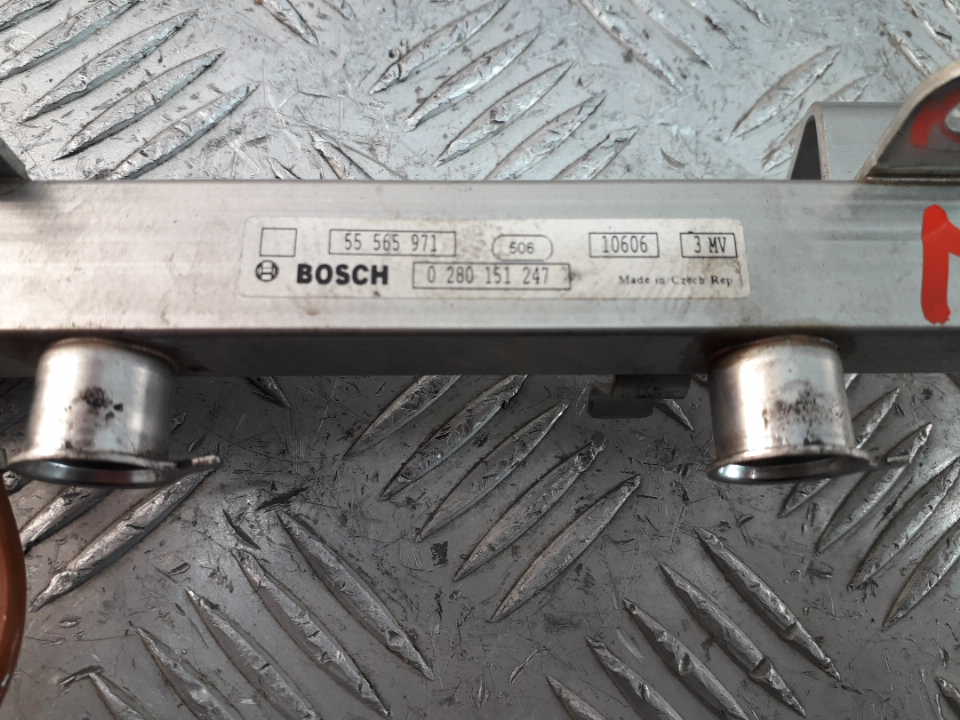 55 565 971 506 10606 3 MV
BOSCH 0 280 151 247 Made in Czech Rep